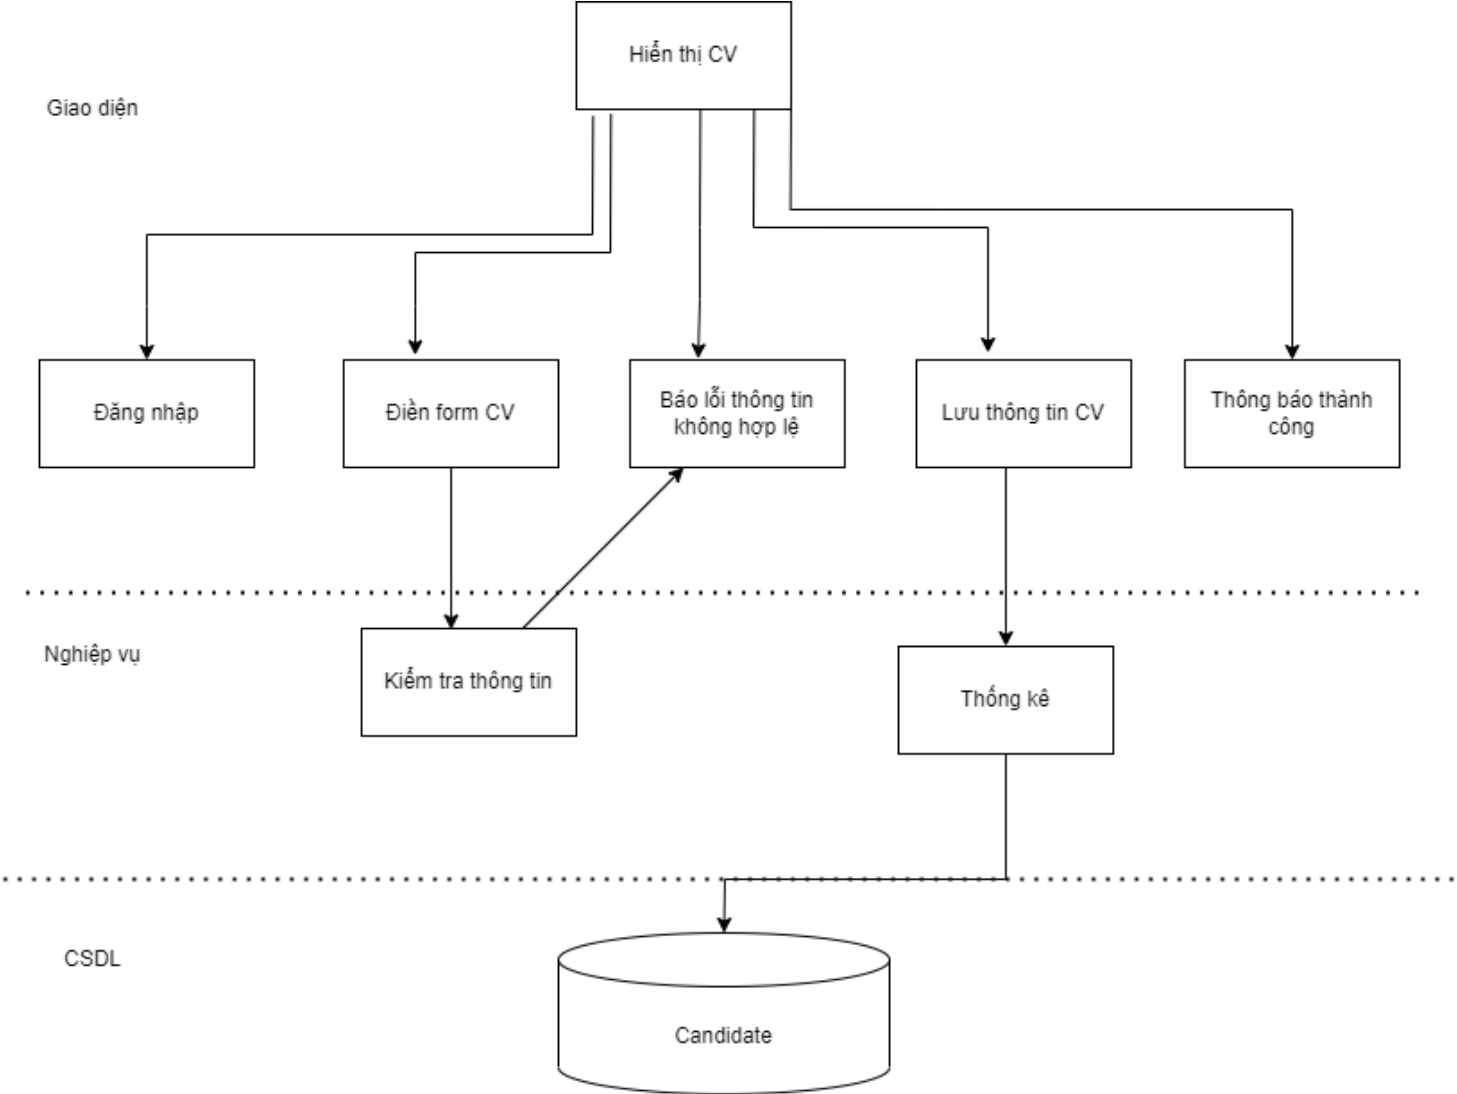 Hiển thị CV
Giao diện
Đăng nhập
Điền form CV
Báo lỗi thông tin
không hợp lệ
Lưu thông tin CV
Thông báo thành
công
Nghiệp vụ
Kiểm tra thông tin
Thống kê
CSDL
Candidate